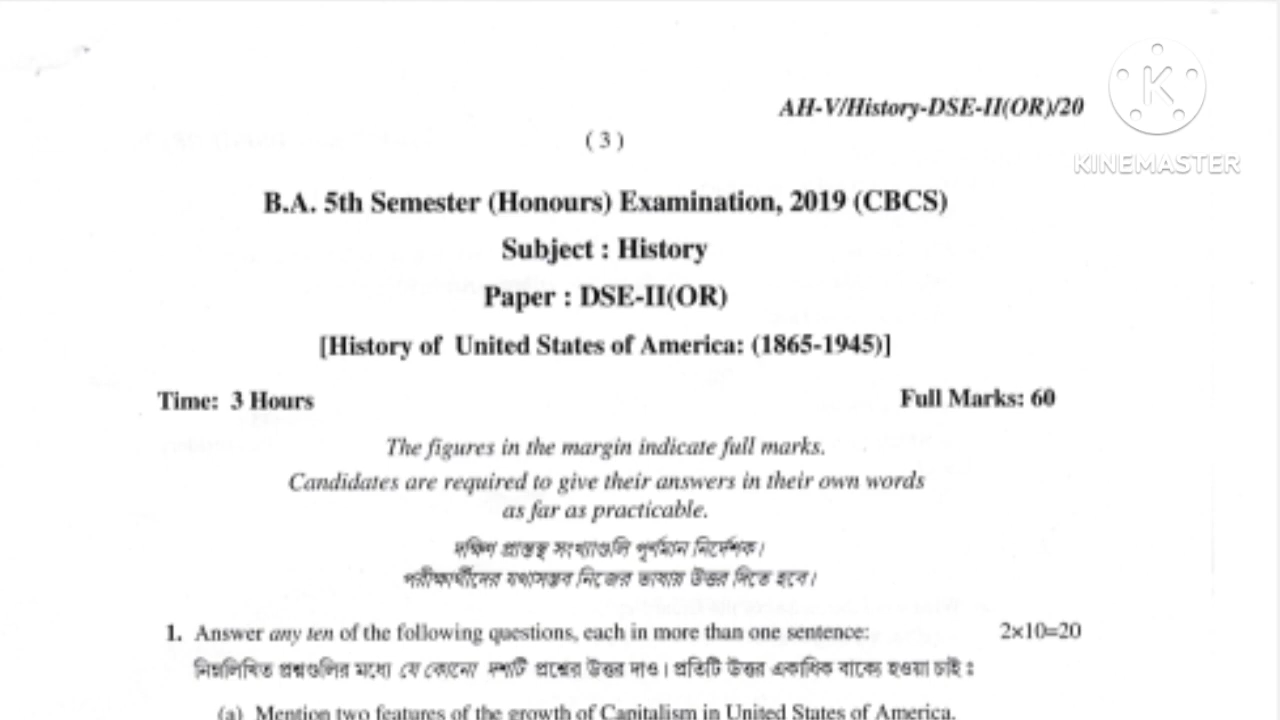 AH-V/History-DSE-II(OR)/20
KINEMASTER
( 3 )
B.A. 5th Semester (Honours) Examination, 2019 (CBCS)
Subject : History
Paper : DSE-II(OR)
[History of United States of America: (1865-1945)]
Time: 3 Hours Full Marks: 60
The figures in the margin indicate full marks.
Candidates are required to give their answers in their own words
as far as practicable.
দক্ষিণ প্রান্তস্থ সংখ্যাগুলি পূর্ণমান নির্দেশক।
পরীক্ষার্থীদের যথাসম্ভব নিজের ভাষায় উত্তর দিতে হবে।
1. Answer any ten of the following questions, each in more than one sentence: 2×10=20
নিম্নলিখিত প্রশ্নগুলির মধ্যে যে কোনো দশটি প্রশ্নের উত্তর দাও। প্রতিটি উত্তর একাধিক বাক্যে হওয়া চাই :
(a) Mention two features of the growth of Capitalism in United States of America.